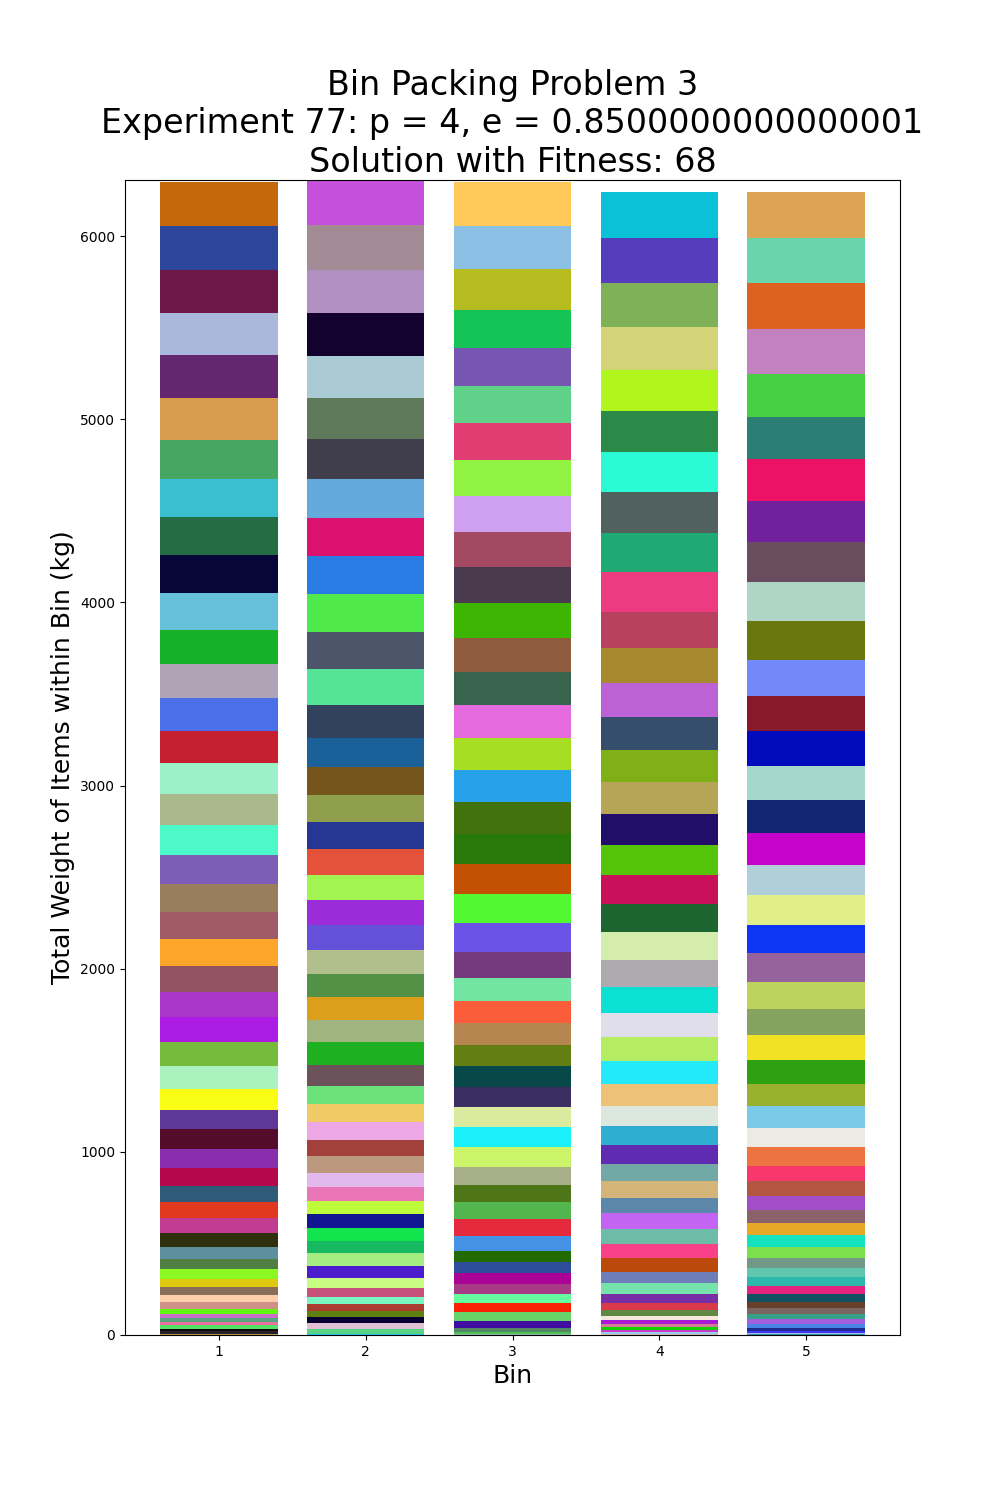 Bin Packing Problem 3
Experiment 77: p = 4, e = 0.8500000000000001
Solution with Fitness: 68
6000
5000
4000
3000
2000
1000
0
Total Weight of Items within Bin (kg)
1 2 3 4 5
Bin